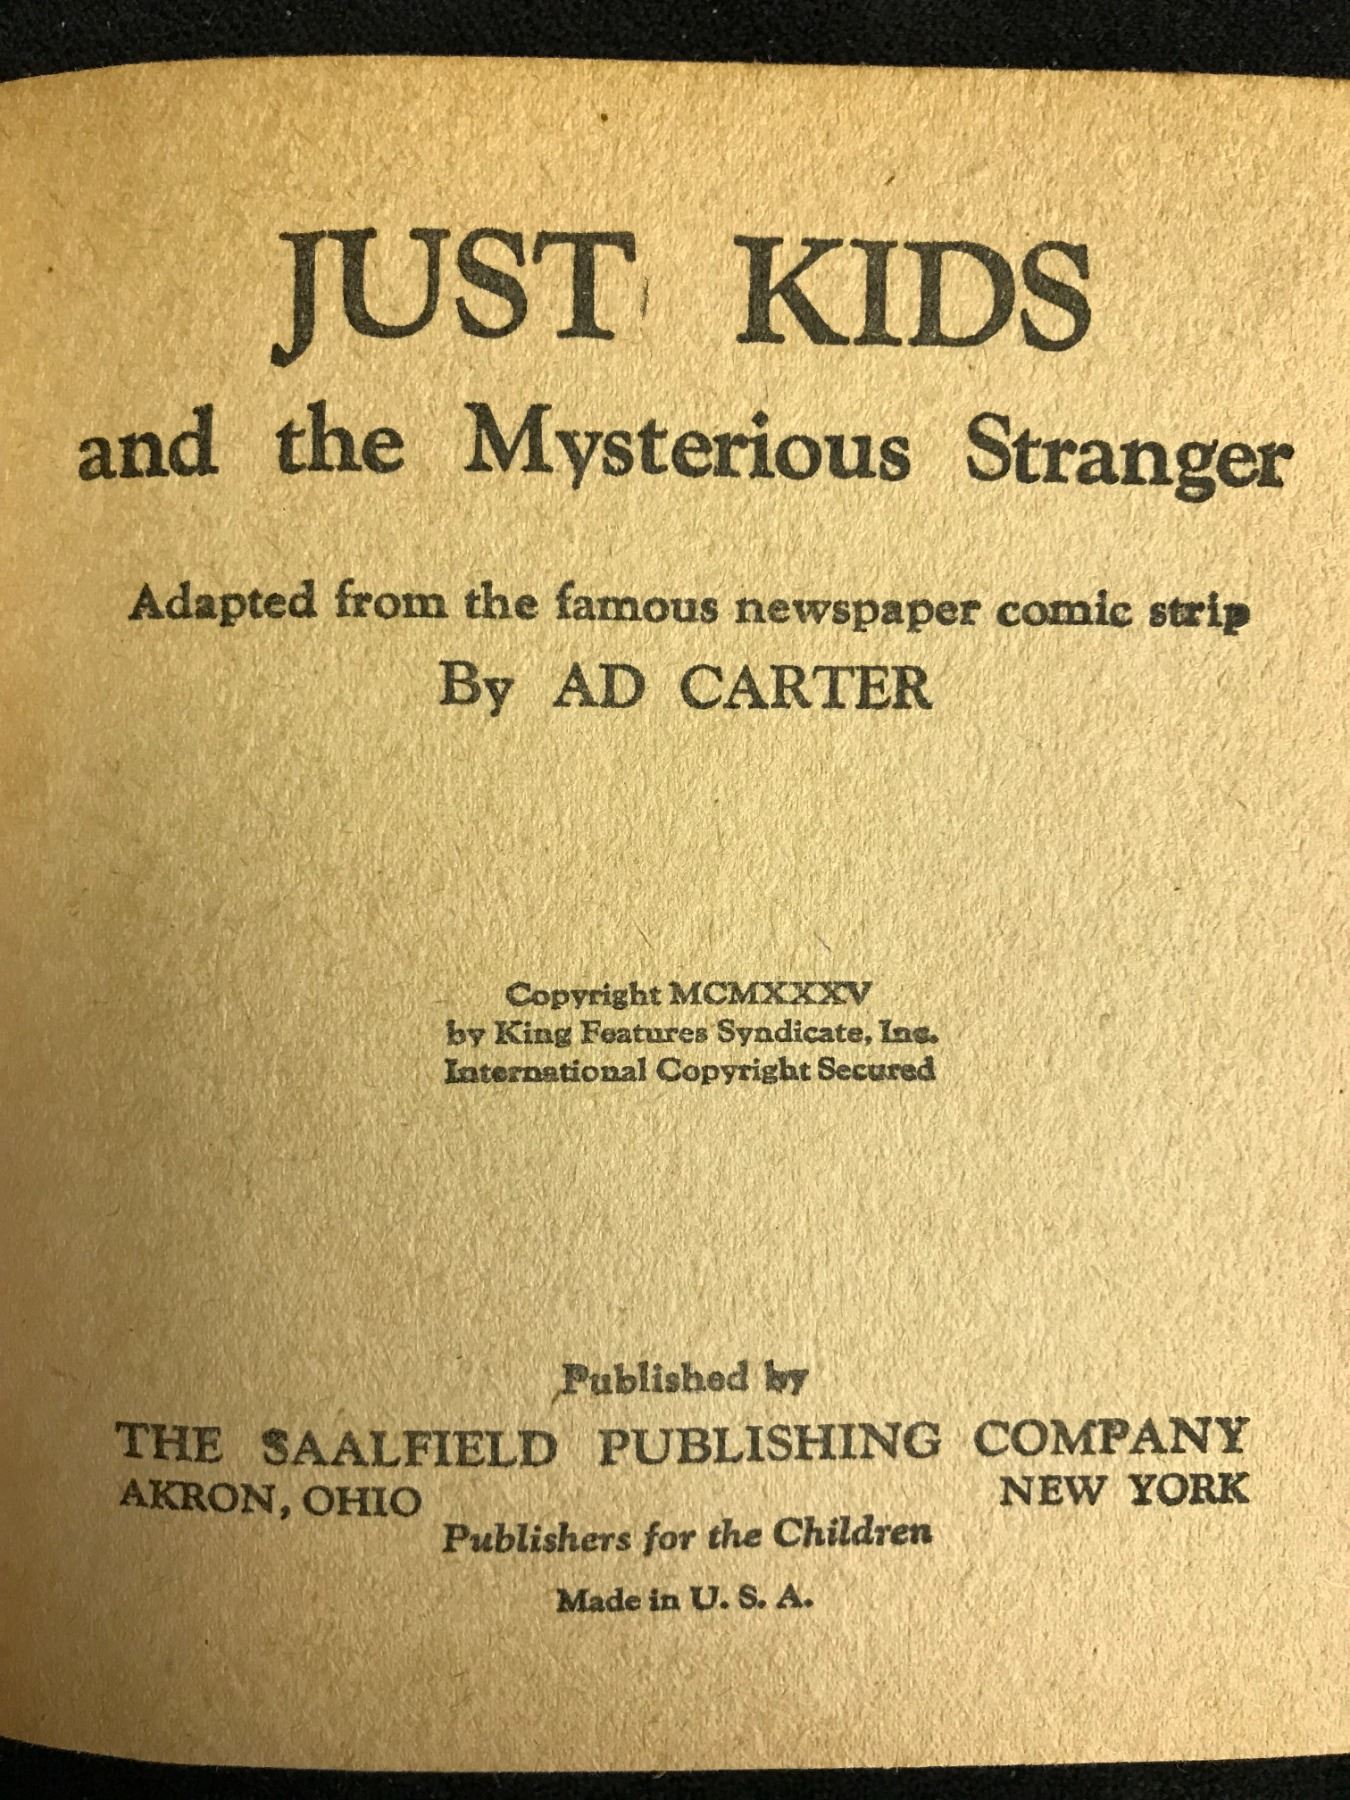 JUST KIDS
and the Mysterious Stranger
Adapted from the famous newspaper comic strip
By AD CARTER
Copyright MCMXXXV
by King Features Syndicate, Inc.
International Copyright Secured
Published by
THE SAALFIELD PUBLISHING COMPANY
AKRON, OHIO NEW YORK
Publishers for the Children
Made in U. S. A.